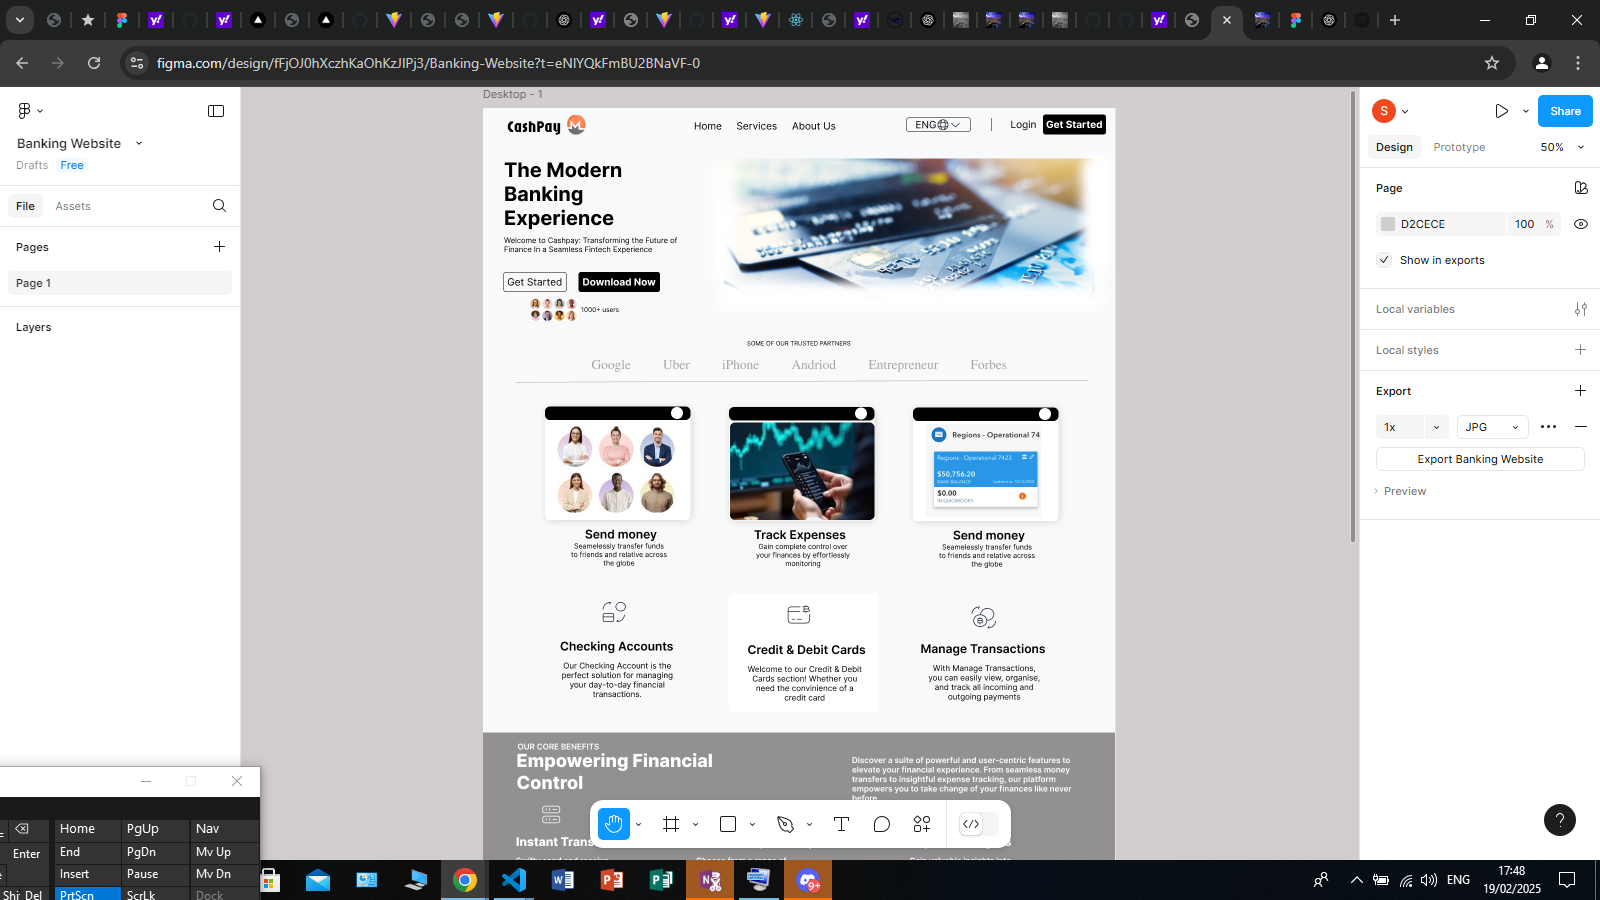 figma.com/design/fFjOJ0hXczhKaOhKzJIPj3/Banking-Website?t=eNlYQkFmBU2BNaVF-0
Banking Website
Drafts Free
File Assets
Pages
Page 1
Layers
Desktop - 1
CashPay
Home Services About Us
ENG
Login Get Started
The Modern
Banking
Experience
Welcome to Cashpay: Transforming the Future of
Finance In a Seamless Fintech Experience
Get Started Download Now
1000+ users
SOME OF OUR TRUSTED PARTNERS
Google Uber iPhone Andriod Entrepreneur Forbes
Regions - Operational 74
Regions - Operational 7423
$50,756.20
BANK BALANCE
$0.00
IN QUICKBOOKS
Send money
Seamelessly transfer funds
to friends and relative across
the globe
Track Expenses
Gain complete control over
your finances by effortlessly
monitoring
Send money
Seamelessly transfer funds
to friends and relative across
the globe
Checking Accounts
Our Checking Account is the
perfect solution for managing
your day-to-day financial
transactions.
Credit & Debit Cards
Welcome to our Credit & Debit
Cards section! Whether you
need the convinience of a
credit card
Manage Transactions
With Manage Transactions,
you can easily view, organise,
and track all incoming and
outgoing payments
OUR CORE BENEFITS
Empowering Financial
Control
Discover a suite of powerful and user-centric features to
elevate your financial experience. From seamless money
transfers to insightful expense tracking, our platform
empowers you to take change of your finances like never
before
Instant Trans
S
Share
Design Prototype 50%
Page
D2CECE 100 %
Show in exports
Local variables
Local styles
Export
1x JPG
Export Banking Website
Preview
?
Home PgUp Nav
Enter End PgDn Mv Up
Insert Pause Mv Dn
Del PrtScn ScrLk Dock
9+
ENG
17:48
19/02/2025